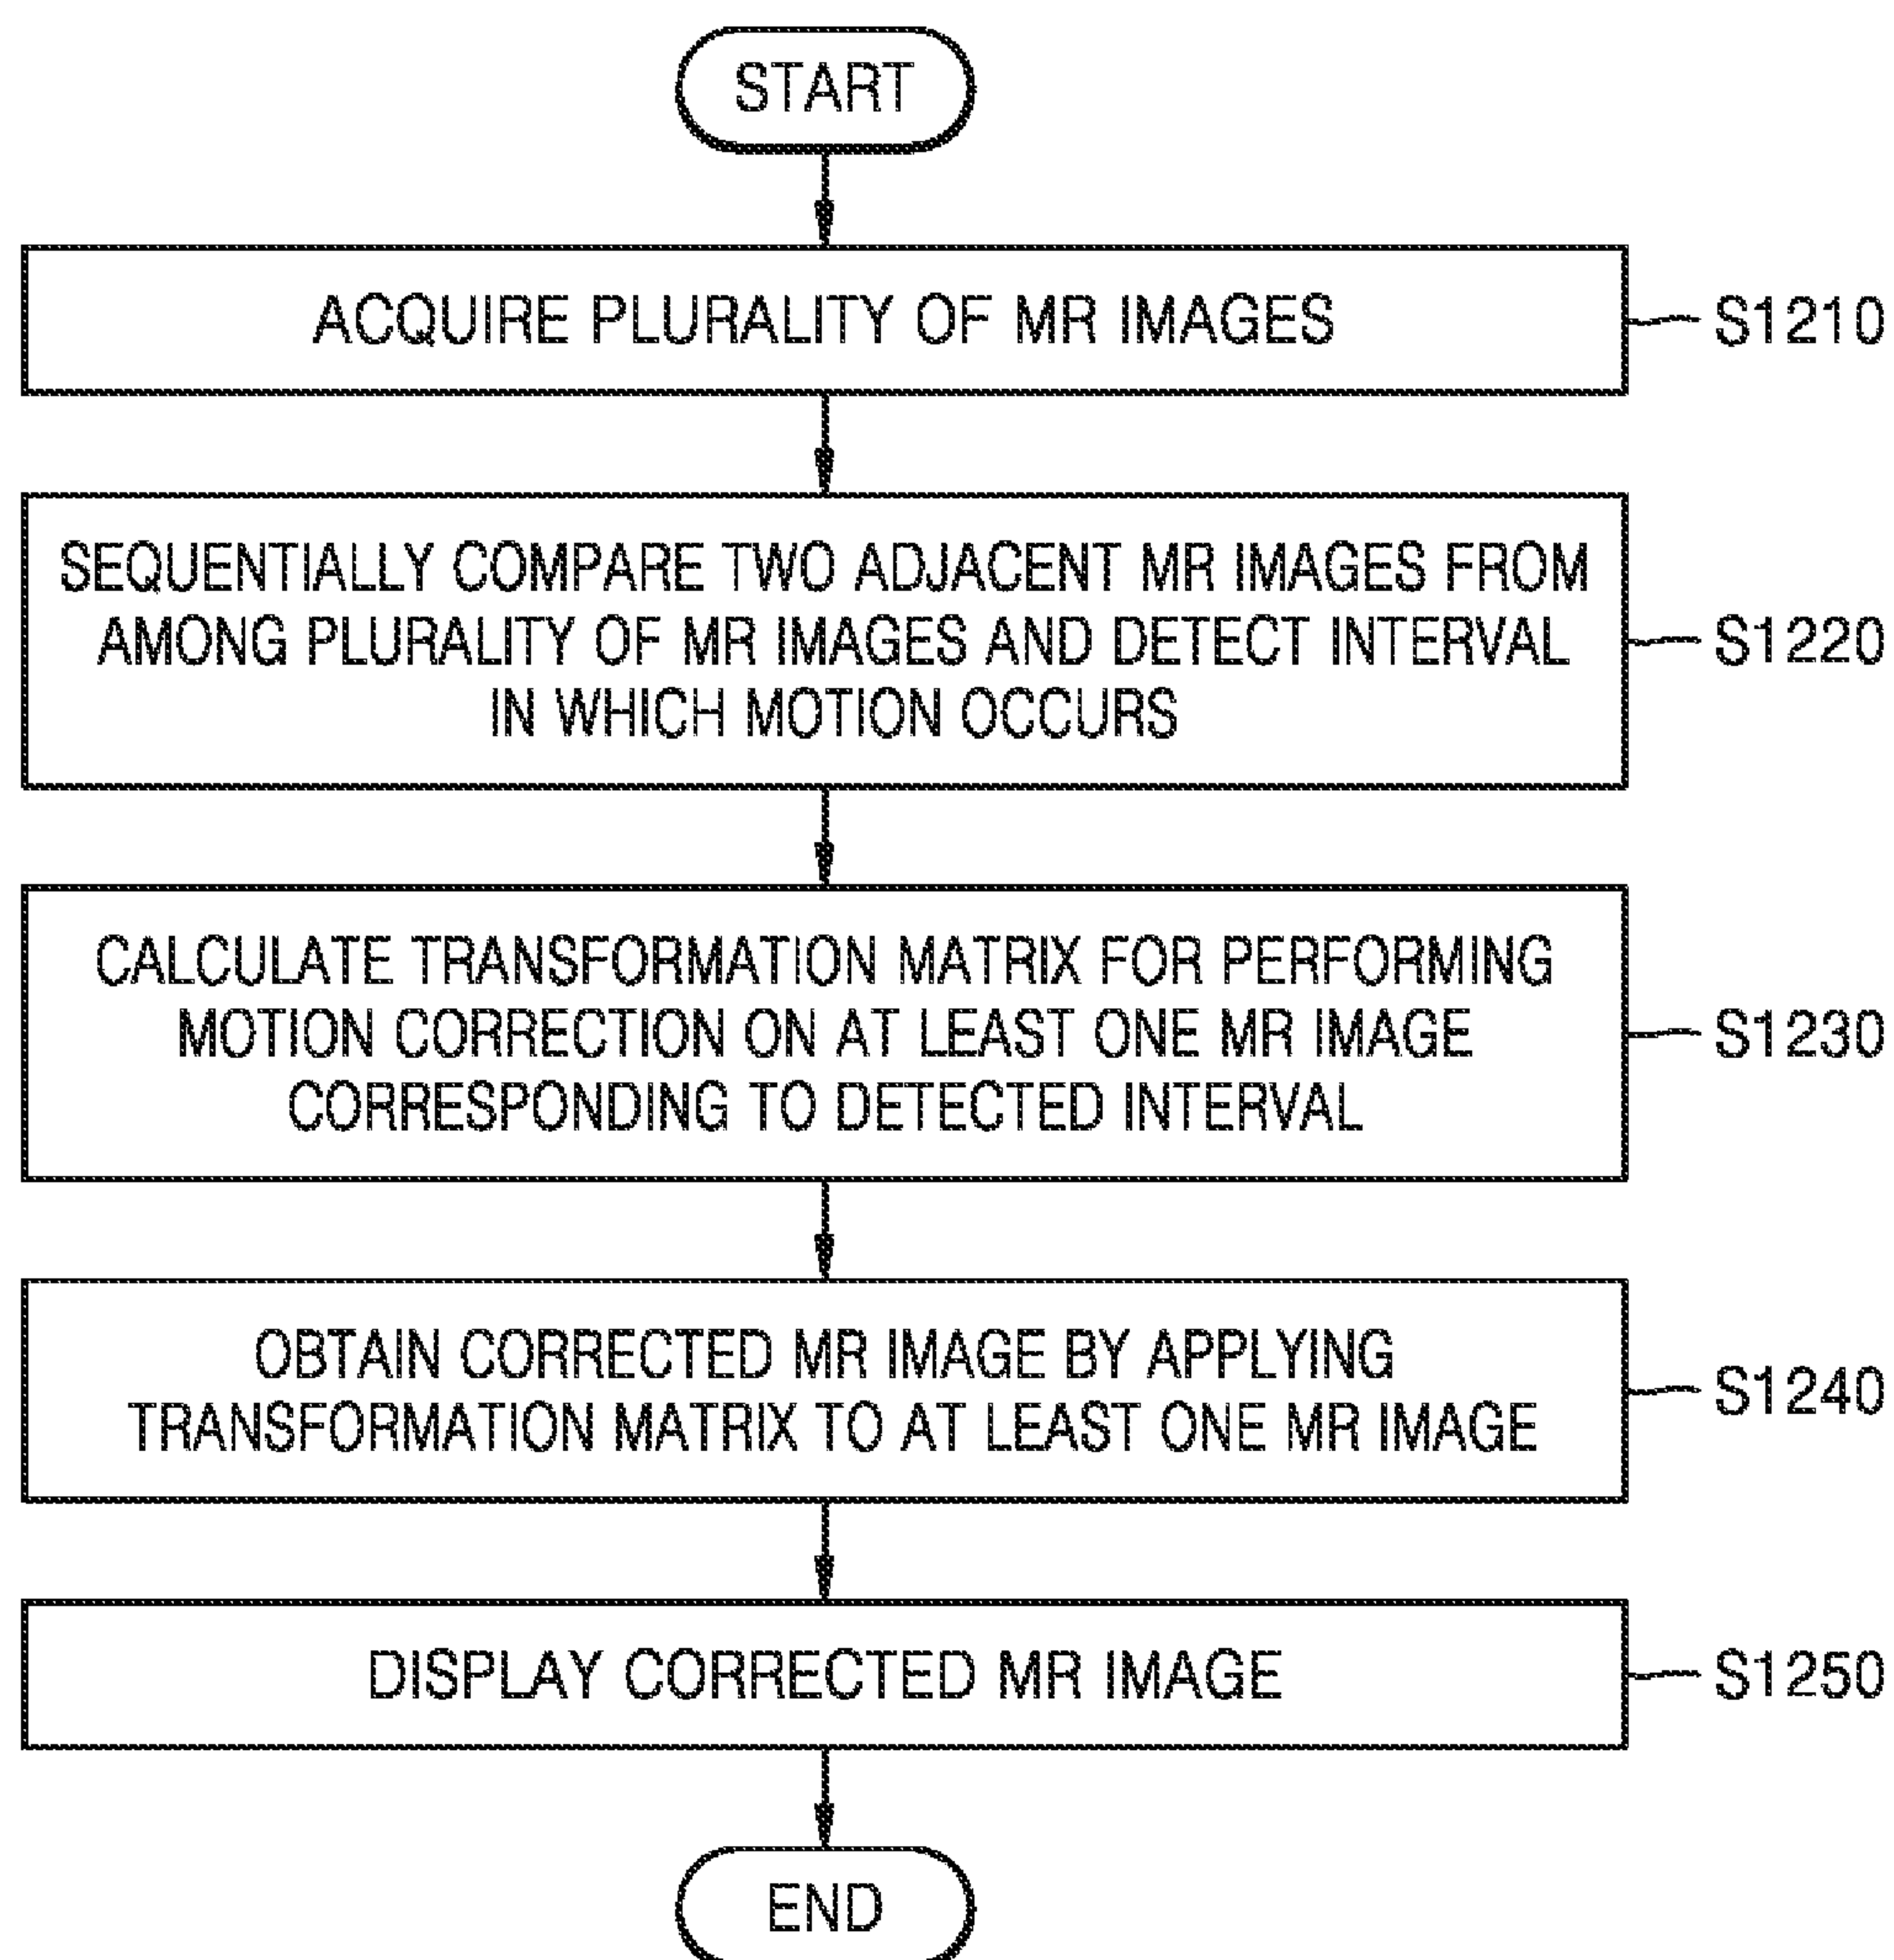 START
ACQUIRE PLURALITY OF MR IMAGES
S1210
SEQUENTIALLY COMPARE TWO ADJACENT MR IMAGES FROM
AMONG PLURALITY OF MR IMAGES AND DETECT INTERVAL
IN WHICH MOTION OCCURS
S1220
CALCULATE TRANSFORMATION MATRIX FOR PERFORMING
MOTION CORRECTION ON AT LEAST ONE MR IMAGE
CORRESPONDING TO DETECTED INTERVAL
S1230
OBTAIN CORRECTED MR IMAGE BY APPLYING
TRANSFORMATION MATRIX TO AT LEAST ONE MR IMAGE
S1240
DISPLAY CORRECTED MR IMAGE
S1250
END